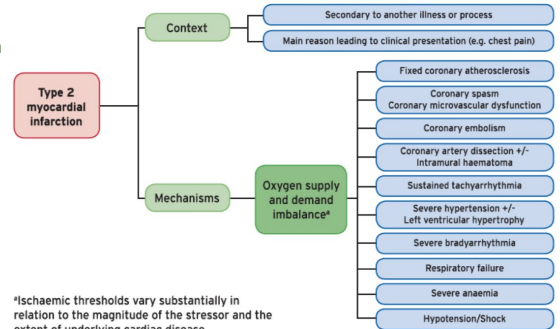 Context
Secondary to another illness or process
Main reason leading to clinical presentation (e.g. chest pain)
Type 2
myocardial
infarction
Mechanisms
Oxygen supply
and demand
imbalanceª
Fixed coronary atherosclerosis
Coronary spasm
Coronary microvascular dysfunction
Coronary embolism
Coronary artery dissection +/-
Intramural haematoma
Sustained tachyarrhythmia
Severe hypertension +/-
Left ventricular hypertrophy
Severe bradyarrhythmia
Respiratory failure
Severe anaemia
Hypotension/Shock
ªIschaemic thresholds vary substantially in
relation to the magnitude of the stressor and the
extent of underlying cardiac disease